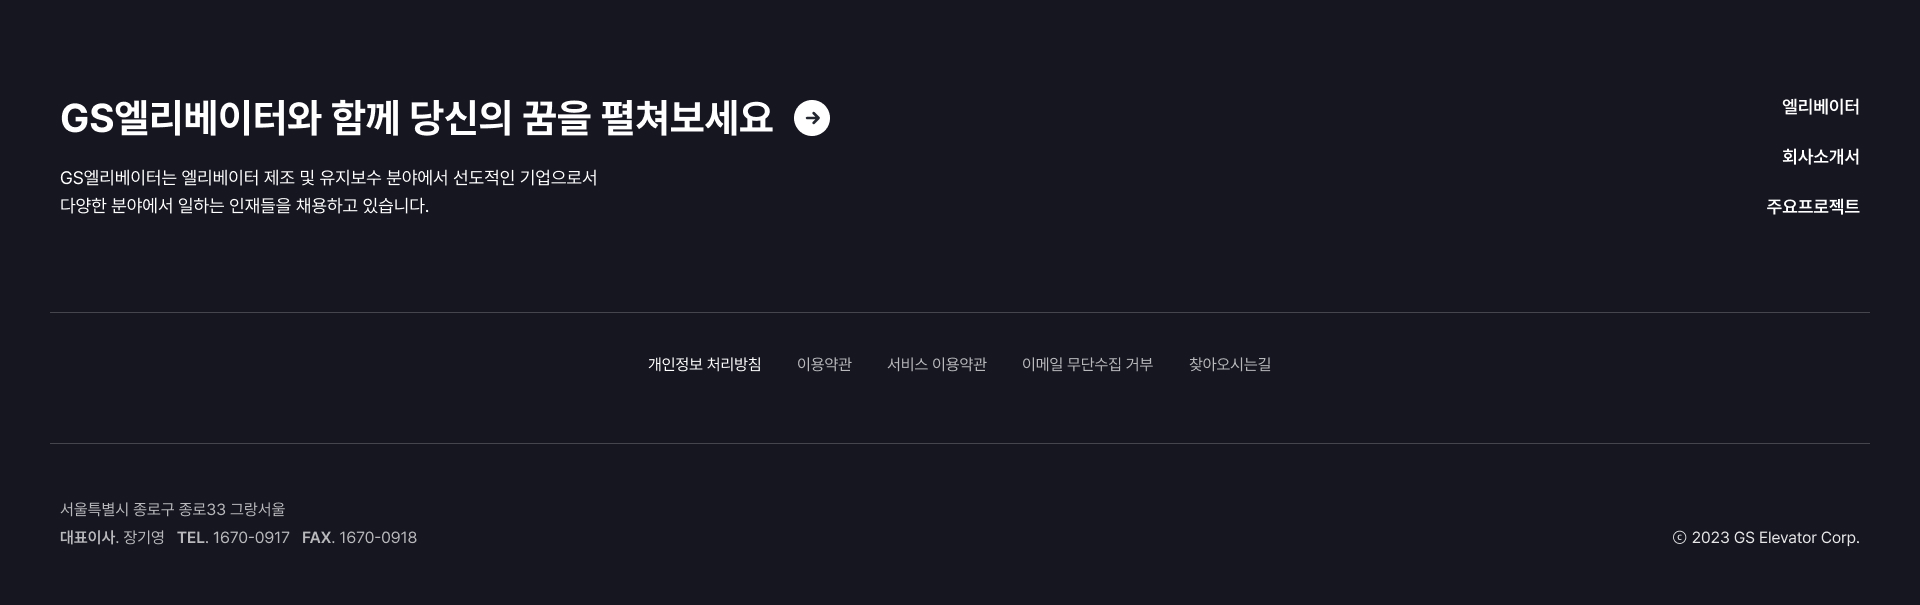 GS엘리베이터와 함께 당신의 꿈을 펼쳐보세요
GS엘리베이터는 엘리베이터 제조 및 유지보수 분야에서 선도적인 기업으로서
다양한 분야에서 일하는 인재들을 채용하고 있습니다.
엘리베이터
회사소개서
주요프로젝트
개인정보 처리방침 이용약관 서비스 이용약관 이메일 무단수집 거부 찾아오시는길
서울특별시 종로구 종로33 그랑서울
대표이사. 장기영 TEL. 1670-0917 FAX. 1670-0918
ⓒ 2023 GS Elevator Corp.